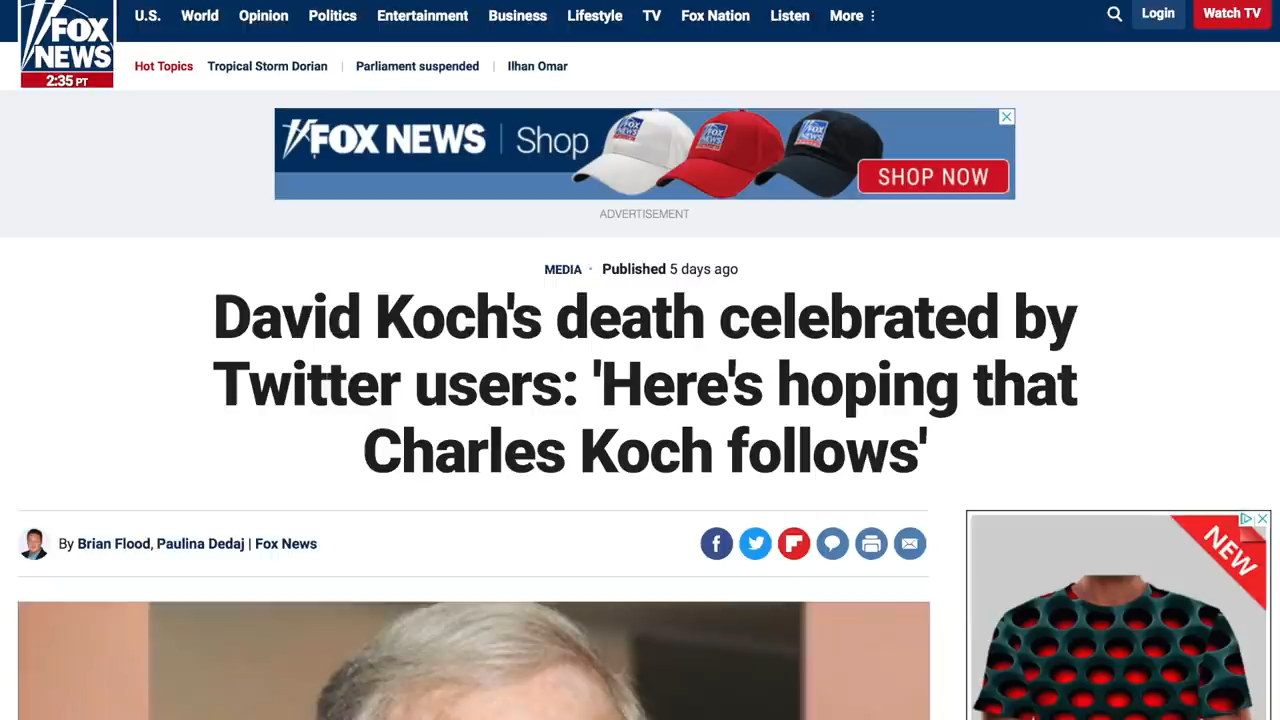 FOX
NEWS
2:35 PT
U.S. World Opinion Politics Entertainment Business Lifestyle TV Fox Nation Listen More
Login
Watch TV
Hot Topics Tropical Storm Dorian | Parliament suspended | Ilhan Omar
FOX NEWS | Shop
SHOP NOW
ADVERTISEMENT
MEDIA · Published 5 days ago
David Koch's death celebrated by
Twitter users: 'Here's hoping that
Charles Koch follows'
By Brian Flood, Paulina Dedaj | Fox News
NEW